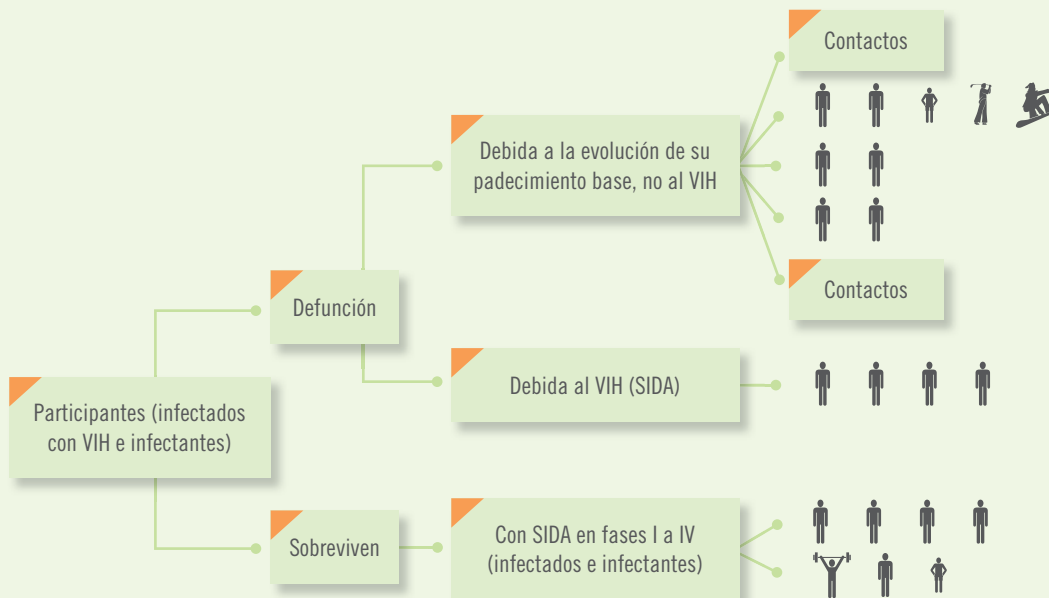 Contactos
Debida a la evolución de su
padecimiento base, no al VIH
Contactos
Defunción
Debida al VIH (SIDA)
Participantes (infectados
con VIH e infectantes)
Sobreviven
Con SIDA en fases I a IV
(infectados e infectantes)